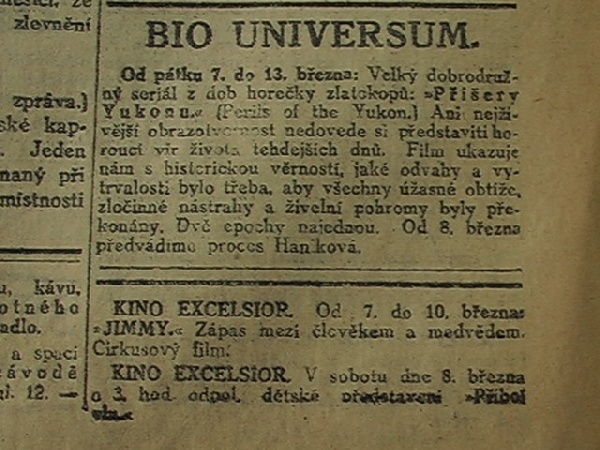 zlevnění
zpráva.)
ské kap-
Jeden
naný při
místnosti
u, kávu,
otného
adlo.
a spací
ávodě
12. —
BIO UNIVERSUM.
Od pátku 7. do 13. března: Velký dobrodruž-
ný seriál z dob horečky zlatokopů: »Příšery
Yukonu.« (Perils of the Yukon.) Ani nejži-
vější obrazotvornost nedovede si představiti ho-
roucí vír života tehdejších dnů. Film ukazuje
nám s historickou věrností, jaké odvahy a vy-
trvalosti bylo třeba, aby všechny úžasné obtíže,
zločinné nástrahy a živelní pohromy byly pře-
konány. Dvě epochy najednou. Od 8. března
předvádíme proces Hanikové.
KINO EXCELSIOR. Od 7. do 10. března:
»JIMMY.« Zápas mezi člověkem a medvědem.
Cirkusový film.
KINO EXCELSIOR. V sobotu dne 8. března
o 3. hod. odpol. dětské představení